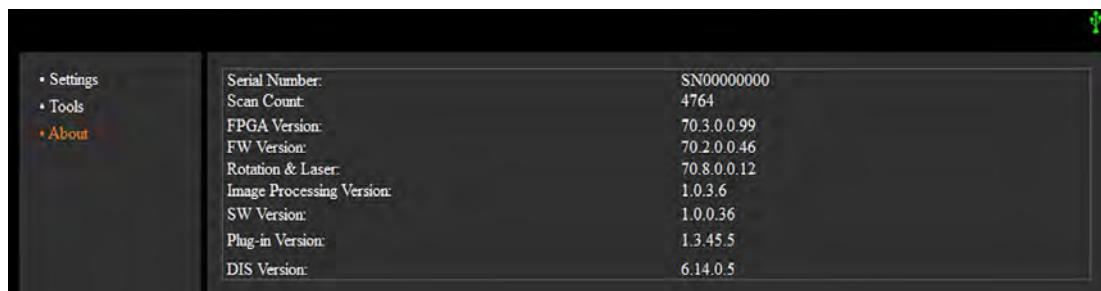 • Settings
• Tools
• About
Serial Number: SN00000000
Scan Count: 4764
FPGA Version: 70.3.0.0.99
FW Version: 70.2.0.0.46
Rotation & Laser: 70.8.0.0.12
Image Processing Version: 1.0.3.6
SW Version: 1.0.0.36
Plug-in Version: 1.3.45.5
DIS Version: 6.14.0.5